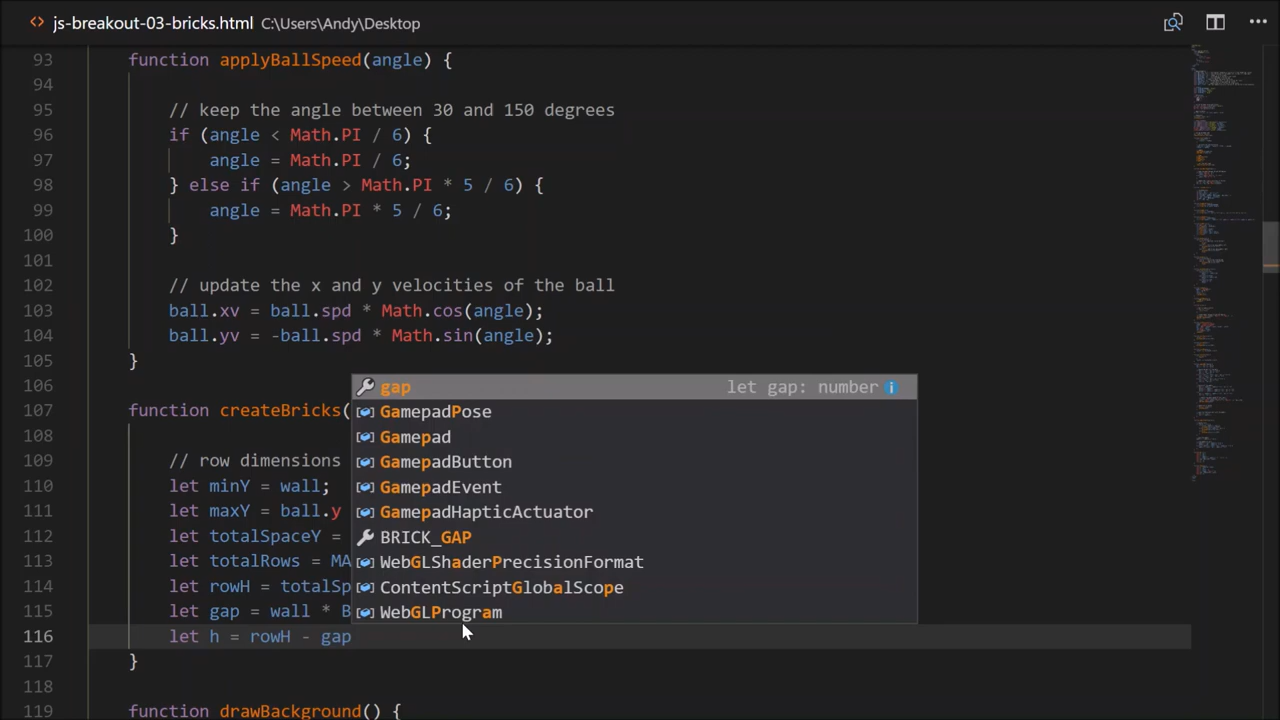 <> js-breakout-03-bricks.html C:\Users\Andy\Desktop
93 function applyBallSpeed(angle) {
94
95 // keep the angle between 30 and 150 degrees
96 if (angle < Math.PI / 6) {
97 angle = Math.PI / 6;
98 } else if (angle > Math.PI * 5 / 6) {
99 angle = Math.PI * 5 / 6;
100 }
101
102 // update the x and y velocities of the ball
103 ball.xv = ball.spd * Math.cos(angle);
104 ball.yv = -ball.spd * Math.sin(angle);
105 }
106
gap let gap: number
107 function createBricks(
GamepadPose
108
Gamepad
109 // row dimensions
GamepadButton
110 let minY = wall;
GamepadEvent
111 let maxY = ball.y
GamepadHapticActuator
112 let totalSpaceY =
BRICK_GAP
113 let totalRows = MA
WebGLShaderPrecisionFormat
114 let rowH = totalSp
ContentScriptGlobalScope
115 let gap = wall * B
WebGLProgram
116 let h = rowH - gap
117 }
118
119 function drawBackground() {